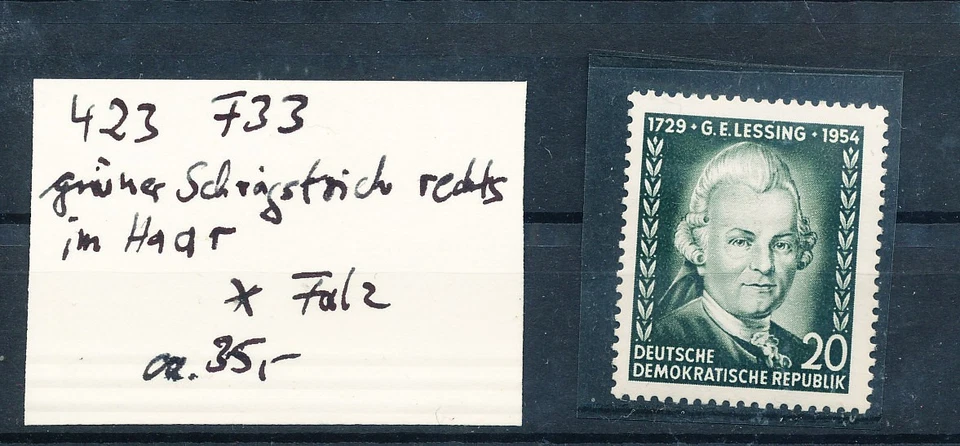 423 F33
grüner Schrägstrich rechts
im Haar
* Falz
ca. 35,-
1729 • G.E.LESSING • 1954
20
DEUTSCHE
DEMOKRATISCHE REPUBLIK